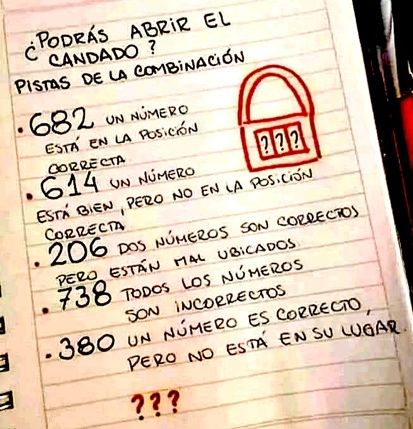 ¿PODRÁS ABRIR EL
CANDADO?
PISTAS DE LA COMBINACIÓN
• 682 UN NÚMERO
ESTÁ EN LA POSICIÓN
CORRECTA
• 614 UN NÚMERO
ESTÁ BIEN, PERO NO EN LA POSICIÓN
CORRECTA
• 206 DOS NÚMEROS SON CORRECTOS
PERO ESTÁN MAL UBICADOS
• 738 TODOS LOS NÚMEROS
SON INCORRECTOS
• 380 UN NÚMERO ES CORRECTO,
PERO NO ESTÁ EN SU LUGAR.
???
???